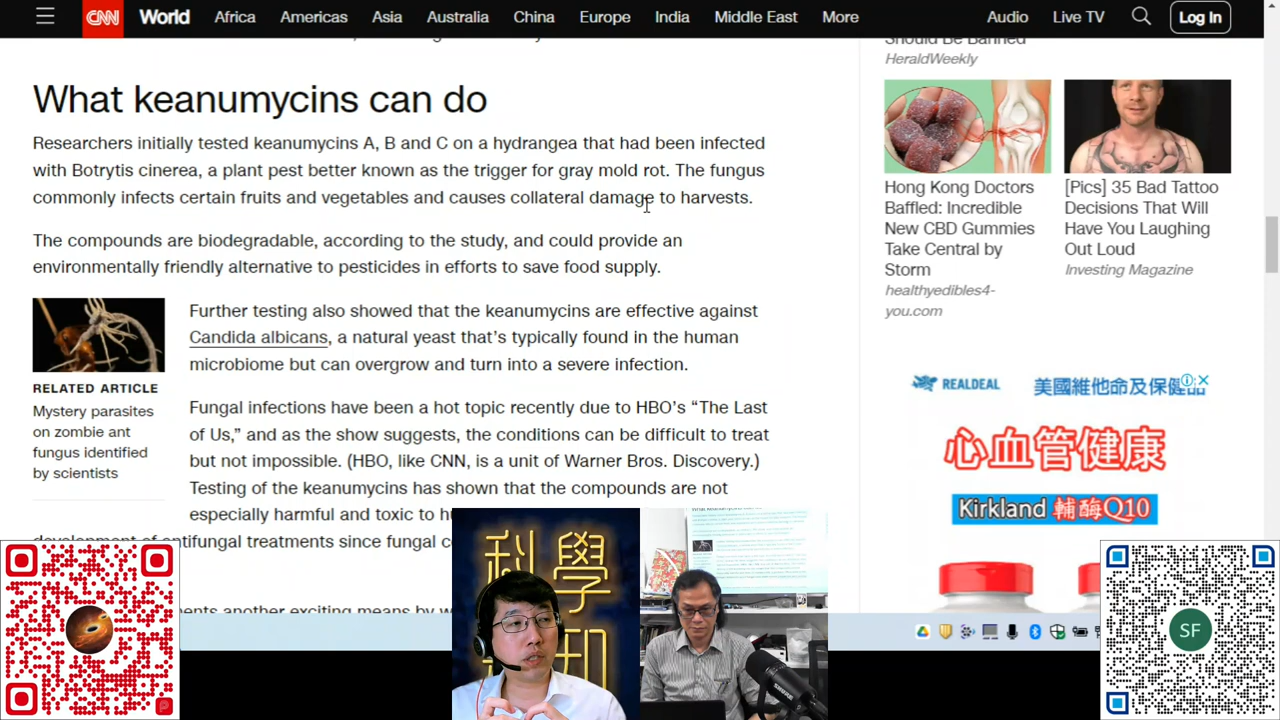 CNN World Africa Americas Asia Australia China Europe India Middle East More Audio Live TV Log In
What keanumycins can do
Researchers initially tested keanumycins A, B and C on a hydrangea that had been infected
with Botrytis cinerea, a plant pest better known as the trigger for gray mold rot. The fungus
commonly infects certain fruits and vegetables and causes collateral damage to harvests.
The compounds are biodegradable, according to the study, and could provide an
environmentally friendly alternative to pesticides in efforts to save food supply.
RELATED ARTICLE
Mystery parasites
on zombie ant
fungus identified
by scientists
Further testing also showed that the keanumycins are effective against
Candida albicans, a natural yeast that’s typically found in the human
microbiome but can overgrow and turn into a severe infection.
Fungal infections have been a hot topic recently due to HBO’s “The Last
of Us,” and as the show suggests, the conditions can be difficult to treat
but not impossible. (HBO, like CNN, is a unit of Warner Bros. Discovery.)
Testing of the keanumycins has shown that the compounds are not
especially harmful and toxic to
of antifungal treatments since fungal
another exciting means by
Should Be Banned
HeraldWeekly
Hong Kong Doctors
Baffled: Incredible
New CBD Gummies
Take Central by
Storm
healthyedibles4-
you.com
[Pics] 35 Bad Tattoo
Decisions That Will
Have You Laughing
Out Loud
Investing Magazine
REALDEAL 美國維他命及保健品
心血管健康
Kirkland 輔酶Q10
學
知
SF